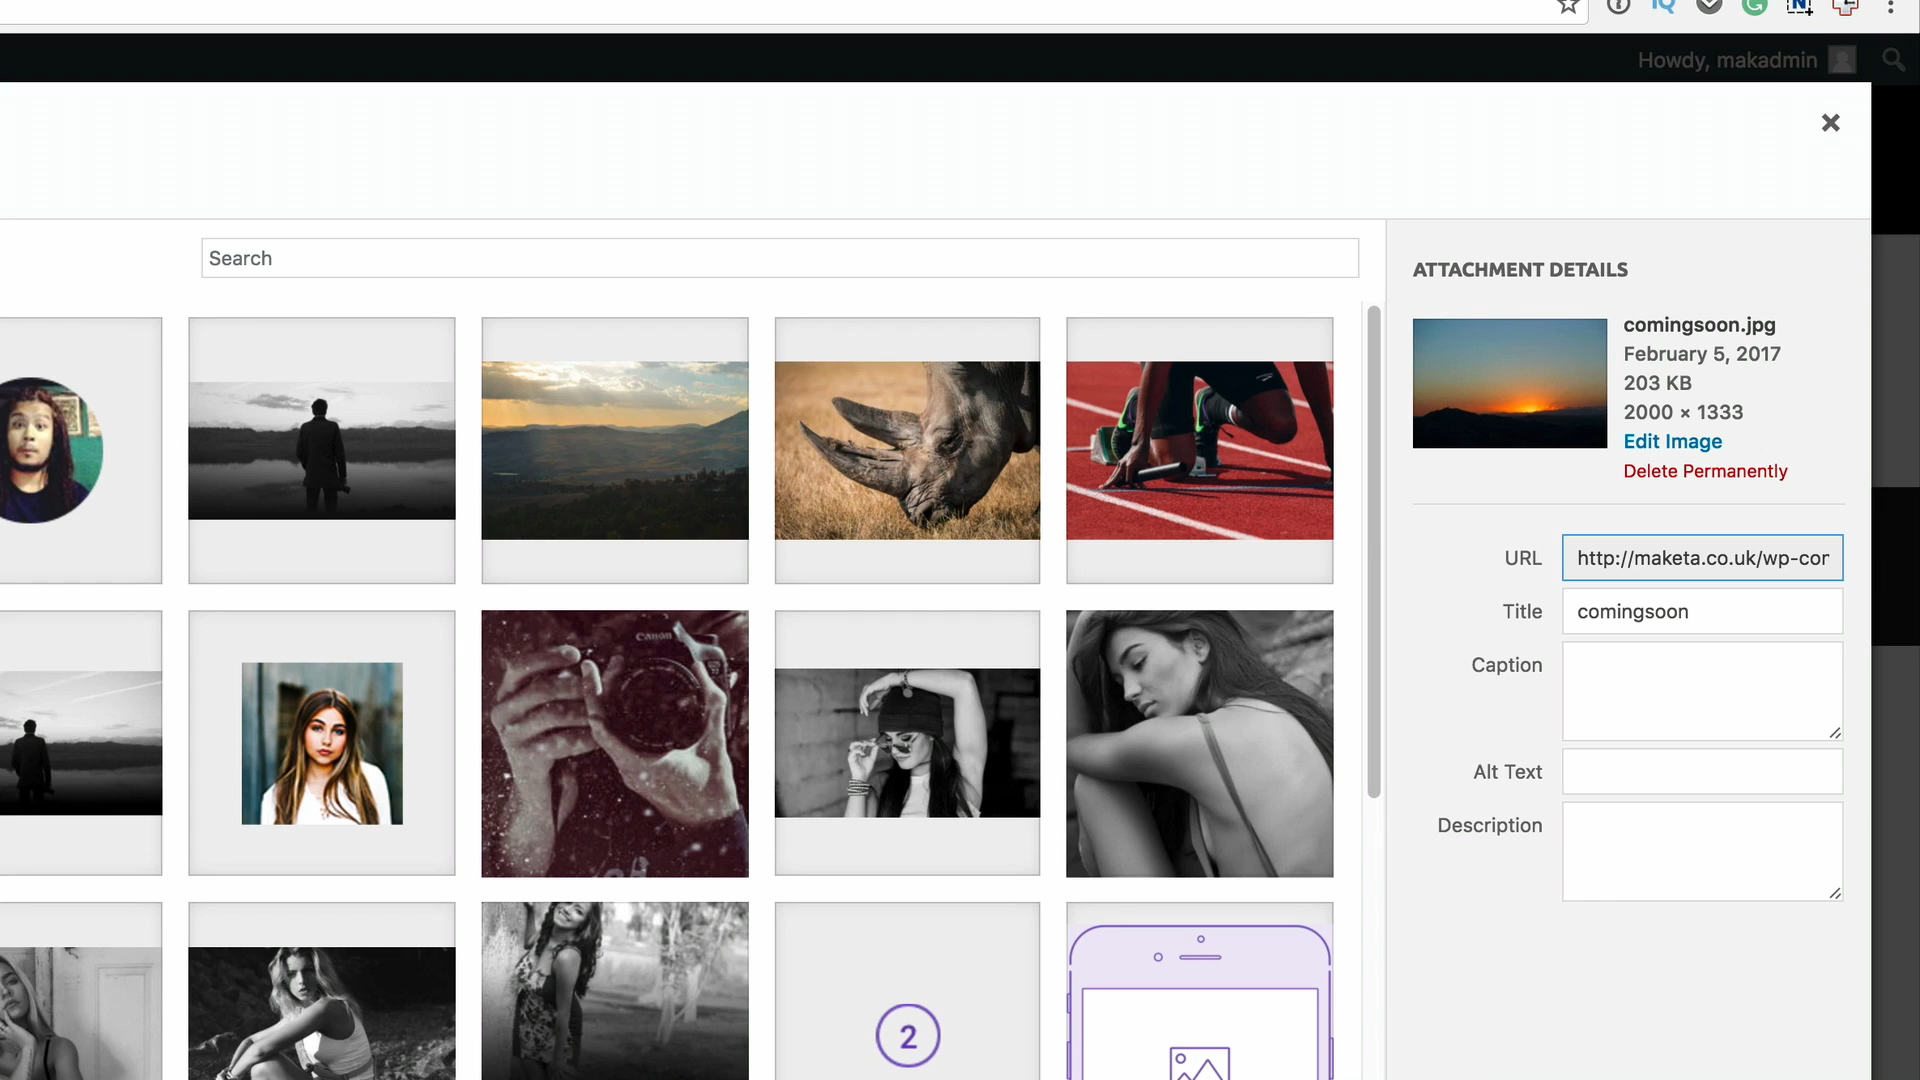 Howdy, makadmin
Search
ATTACHMENT DETAILS
comingsoon.jpg
February 5, 2017
203 KB
2000 × 1333
Edit Image
Delete Permanently
URL
http://maketa.co.uk/wp-cor
Title
comingsoon
Caption
Alt Text
Description
Canon
2